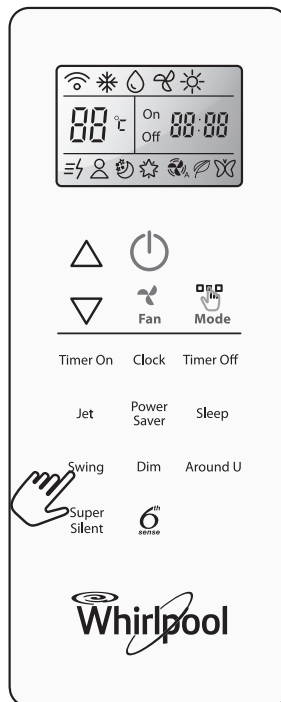 88 °C On 88:88
Off
A
Fan Mode
Timer On Clock Timer Off
Jet Power Saver Sleep
Swing Dim Around U
Super Silent 6th sense
Whirlpool